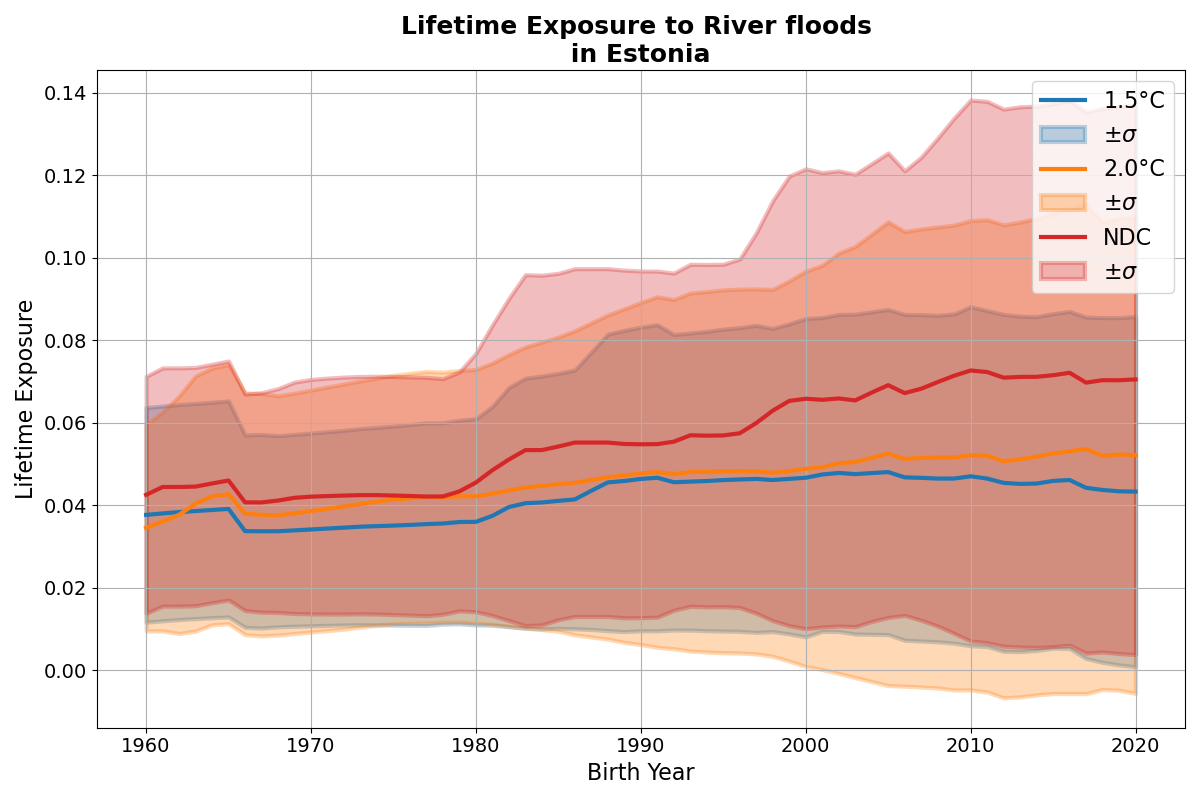 Lifetime Exposure to River floods
in Estonia
Lifetime Exposure
0.14
0.12
0.10
0.08
0.06
0.04
0.02
0.00
1.5°C
±σ
2.0°C
±σ
NDC
±σ
1960 1970 1980 1990 2000 2010 2020
Birth Year